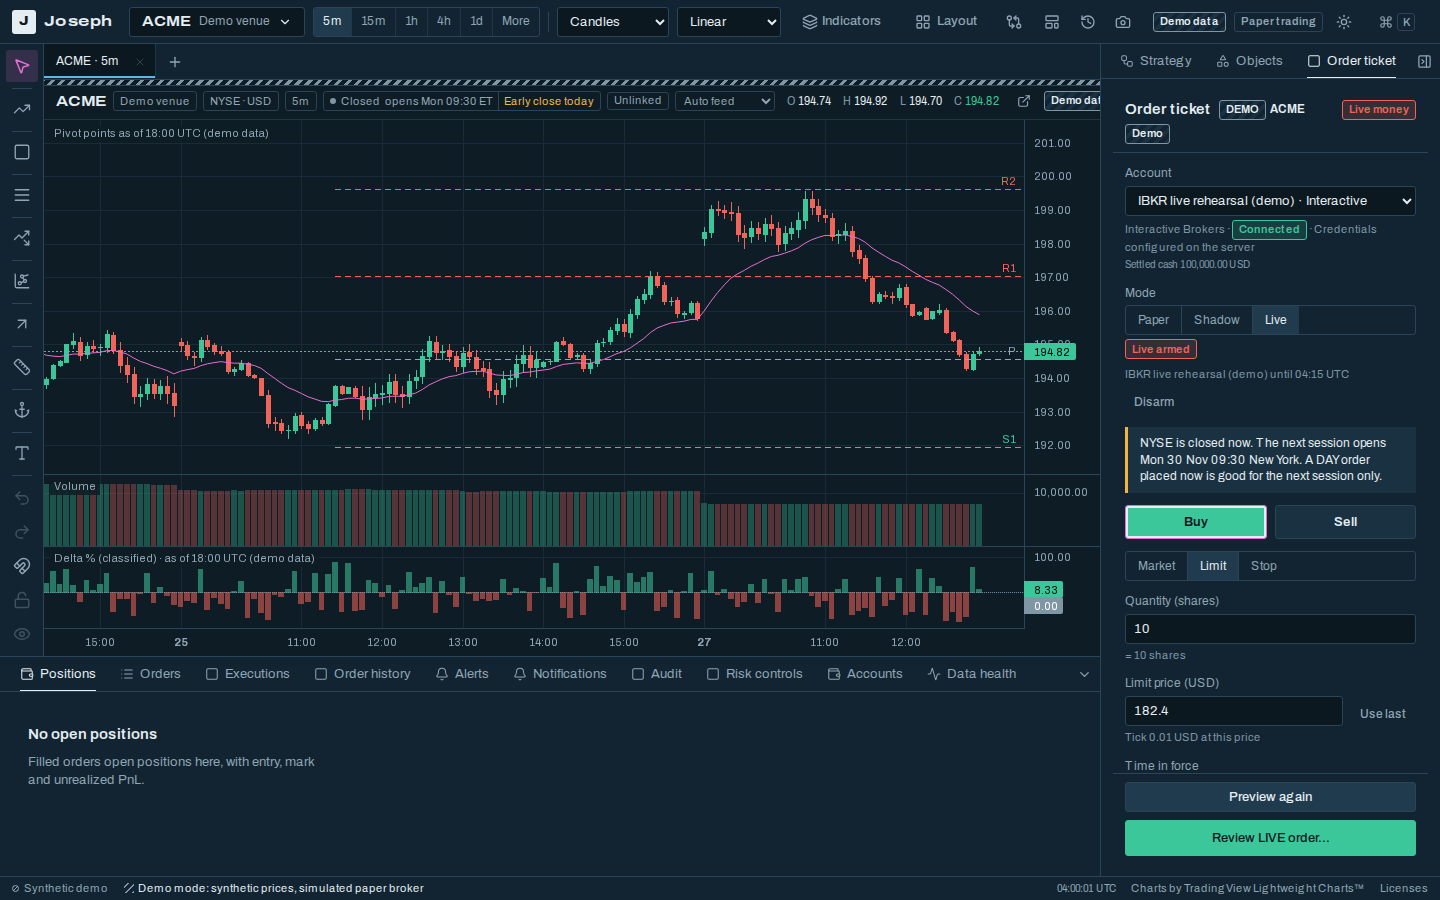 J Joseph ACME Demo venue 5m 15m 1h 4h 1d More Candles Linear Indicators Layout Demo data Paper trading ⌘ K
ACME · 5m × +
Strategy Objects Order ticket
ACME Demo venue NYSE·USD 5m Closed opens Mon 09:30 ET Early close today Unlinked Auto feed O 194.74 H 194.92 L 194.70 C 194.82 Demo dat
Pivot points as of 18:00 UTC (demo data)
201.00
200.00
R2
199.00
198.00
R1
197.00
196.00
195.00
P
194.82
194.00
193.00
S1
192.00
Volume
10,000.00
Delta % (classified) · as of 18:00 UTC (demo data)
100.00
8.33
0.00
15:00 25 11:00 12:00 13:00 14:00 15:00 27 11:00 12:00
Positions Orders Executions Order history Alerts Notifications Audit Risk controls Accounts Data health
No open positions
Filled orders open positions here, with entry, mark
and unrealized PnL.
Order ticket DEMO ACME Live money
Demo
Account
IBKR live rehearsal (demo) · Interactive
Interactive Brokers · Connected · Credentials
configured on the server
Settled cash 100,000.00 USD
Mode
Paper Shadow Live
Live armed
IBKR live rehearsal (demo) until 04:15 UTC
Disarm
NYSE is closed now. The next session opens
Mon 30 Nov 09:30 New York. A DAY order
placed now is good for the next session only.
Buy Sell
Market Limit Stop
Quantity (shares)
10
= 10 shares
Limit price (USD)
182.4 Use last
Tick 0.01 USD at this price
Time in force
Preview again
Review LIVE order...
Synthetic demo Demo mode: synthetic prices, simulated paper broker 04:00:01 UTC Charts by TradingView Lightweight Charts™ Licenses